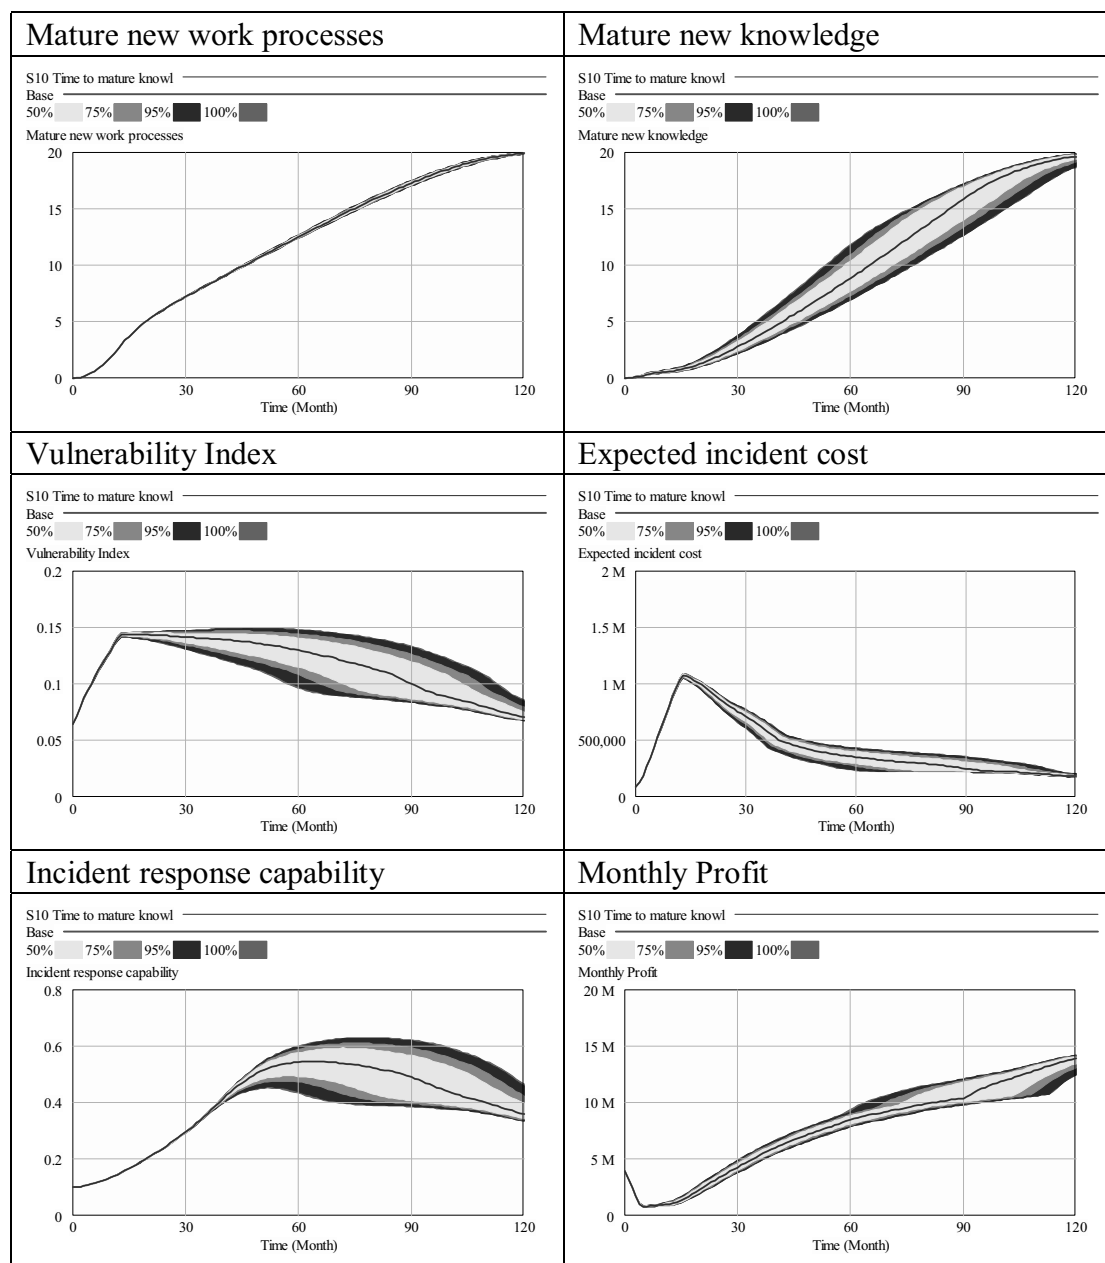 Mature new work processes
S10 Time to mature knowl
Base
50% 75% 95% 100%
Mature new work processes
20
15
10
5
0
0 30 60 90 120
Time (Month)
Mature new knowledge
S10 Time to mature knowl
Base
50% 75% 95% 100%
Mature new knowledge
20
15
10
5
0
0 30 60 90 120
Time (Month)
Vulnerability Index
S10 Time to mature knowl
Base
50% 75% 95% 100%
Vulnerability Index
0.2
0.15
0.1
0.05
0
0 30 60 90 120
Time (Month)
Expected incident cost
S10 Time to mature knowl
Base
50% 75% 95% 100%
Expected incident cost
2 M
1.5 M
1 M
500,000
0
0 30 60 90 120
Time (Month)
Incident response capability
S10 Time to mature knowl
Base
50% 75% 95% 100%
Incident response capability
0.8
0.6
0.4
0.2
0
0 30 60 90 120
Time (Month)
Monthly Profit
S10 Time to mature knowl
Base
50% 75% 95% 100%
Monthly Profit
20 M
15 M
10 M
5 M
0
0 30 60 90 120
Time (Month)